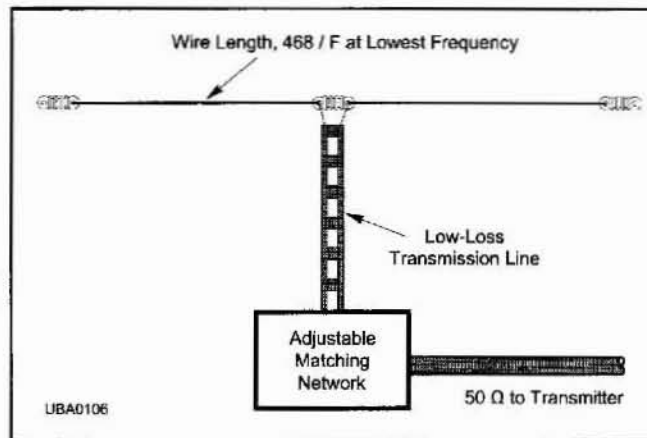 Wire Length, 468 / F at Lowest Frequency
Low-Loss
Transmission Line
Adjustable
Matching
Network
50 Ω to Transmitter
UBA0106